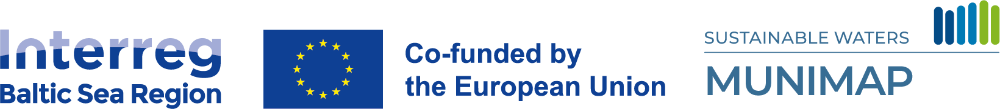 Interreg
Baltic Sea Region
Co-funded by
the European Union
SUSTAINABLE WATERS
MUNIMAP